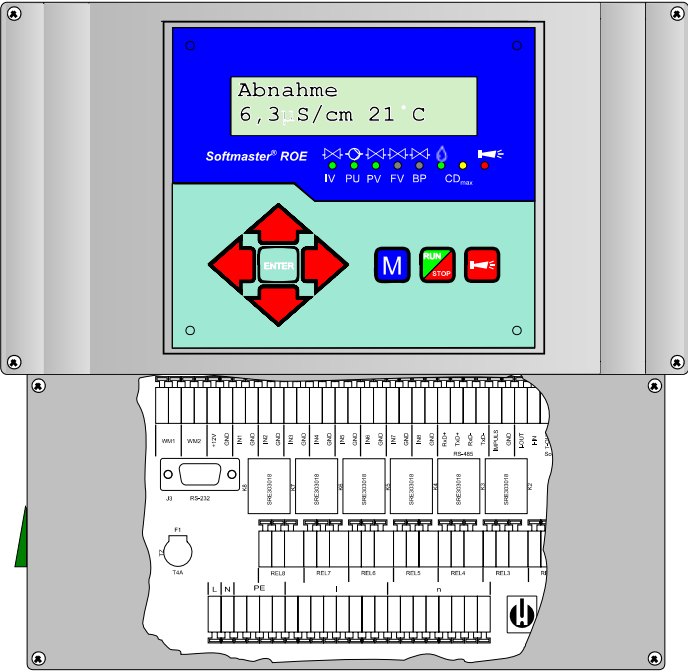 Abnahme
6,3µS/cm 21°C
Softmaster® ROE
IV PU PV FV BP CDmax
ENTER
M
RUN
STOP
WM1 WM2 +12V GND IN1 GND IN2 GND IN3 GND IN4 GND IN5 GND IN6 GND IN7 GND IN8 GND RxD+ TxD+ RxD- TxD- IMPULS GND I-OUT I-IN
RS-485
J3 RS-232
K8 SRE303018 K7 SRE303018 K6 SRE303018 K5 SRE303018 K4 SRE303018 K3 SRE303018 K2
F1
T2
T4A
REL8 REL7 REL6 REL5 REL4 REL3
L N PE l n